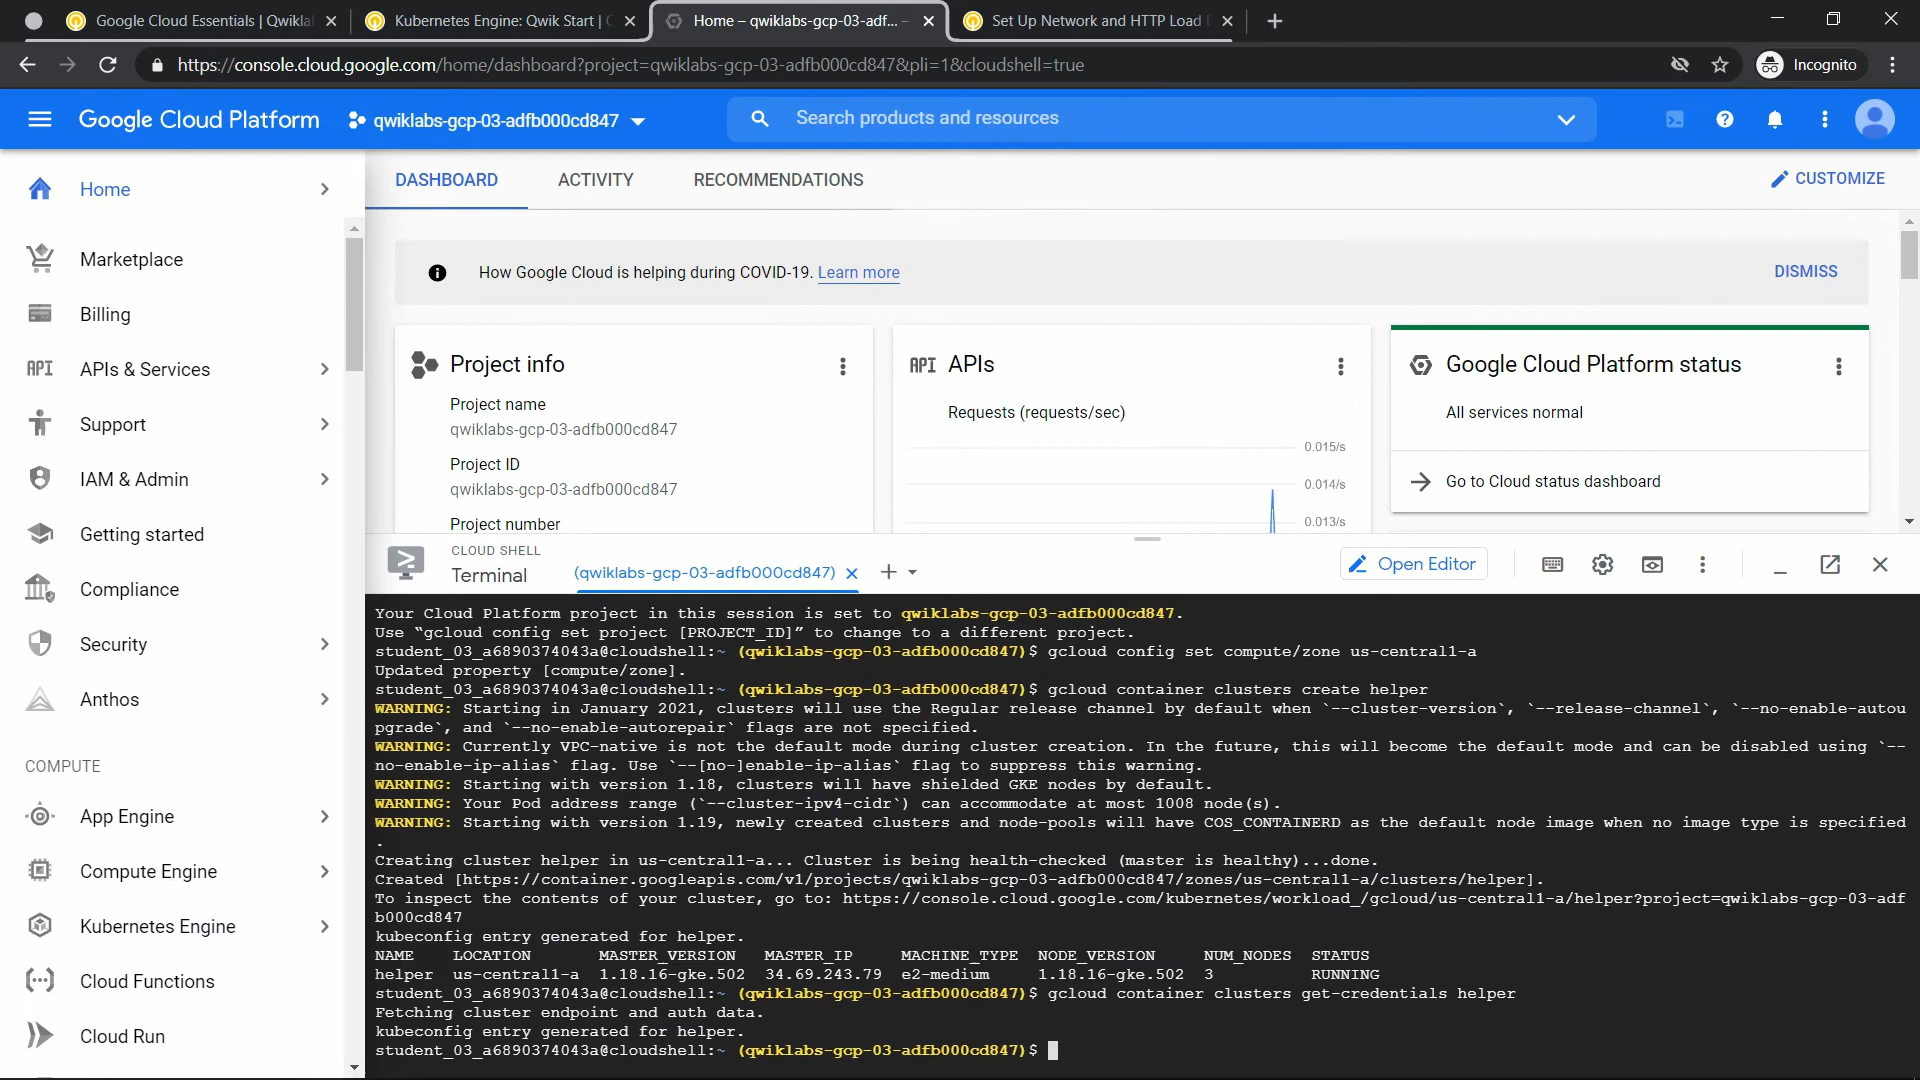 Google Cloud Essentials | Qwikla
Kubernetes Engine: Qwik Start |
Home – qwiklabs-gcp-03-adf... –
Set Up Network and HTTP Load
https://console.cloud.google.com/home/dashboard?project=qwiklabs-gcp-03-adfb000cd847&pli=1&cloudshell=true
Incognito
Google Cloud Platform
qwiklabs-gcp-03-adfb000cd847
Search products and resources
Home
Marketplace
Billing
API APIs & Services
Support
IAM & Admin
Getting started
Compliance
Security
Anthos
COMPUTE
App Engine
Compute Engine
Kubernetes Engine
Cloud Functions
Cloud Run
DASHBOARD
ACTIVITY
RECOMMENDATIONS
CUSTOMIZE
How Google Cloud is helping during COVID-19. Learn more
DISMISS
Project info
Project name
qwiklabs-gcp-03-adfb000cd847
Project ID
qwiklabs-gcp-03-adfb000cd847
Project number
API APIs
Requests (requests/sec)
0.015/s
0.014/s
0.013/s
Google Cloud Platform status
All services normal
Go to Cloud status dashboard
CLOUD SHELL
Terminal
(qwiklabs-gcp-03-adfb000cd847)
Open Editor
Your Cloud Platform project in this session is set to qwiklabs-gcp-03-adfb000cd847.
Use “gcloud config set project [PROJECT_ID]” to change to a different project.
student_03_a6890374043a@cloudshell:~ (qwiklabs-gcp-03-adfb000cd847)$ gcloud config set compute/zone us-central1-a
Updated property [compute/zone].
student_03_a6890374043a@cloudshell:~ (qwiklabs-gcp-03-adfb000cd847)$ gcloud container clusters create helper
WARNING: Starting in January 2021, clusters will use the Regular release channel by default when `--cluster-version`, `--release-channel`, `--no-enable-autou
pgrade`, and `--no-enable-autorepair` flags are not specified.
WARNING: Currently VPC-native is not the default mode during cluster creation. In the future, this will become the default mode and can be disabled using `--
no-enable-ip-alias` flag. Use `--[no-]enable-ip-alias` flag to suppress this warning.
WARNING: Starting with version 1.18, clusters will have shielded GKE nodes by default.
WARNING: Your Pod address range (`--cluster-ipv4-cidr`) can accommodate at most 1008 node(s).
WARNING: Starting with version 1.19, newly created clusters and node-pools will have COS_CONTAINERD as the default node image when no image type is specified
.
Creating cluster helper in us-central1-a... Cluster is being health-checked (master is healthy)...done.
Created [https://container.googleapis.com/v1/projects/qwiklabs-gcp-03-adfb000cd847/zones/us-central1-a/clusters/helper].
To inspect the contents of your cluster, go to: https://console.cloud.google.com/kubernetes/workload_/gcloud/us-central1-a/helper?project=qwiklabs-gcp-03-adf
b000cd847
kubeconfig entry generated for helper.
NAME LOCATION MASTER_VERSION MASTER_IP MACHINE_TYPE NODE_VERSION NUM_NODES STATUS
helper us-central1-a 1.18.16-gke.502 34.69.243.79 e2-medium 1.18.16-gke.502 3 RUNNING
student_03_a6890374043a@cloudshell:~ (qwiklabs-gcp-03-adfb000cd847)$ gcloud container clusters get-credentials helper
Fetching cluster endpoint and auth data.
kubeconfig entry generated for helper.
student_03_a6890374043a@cloudshell:~ (qwiklabs-gcp-03-adfb000cd847)$